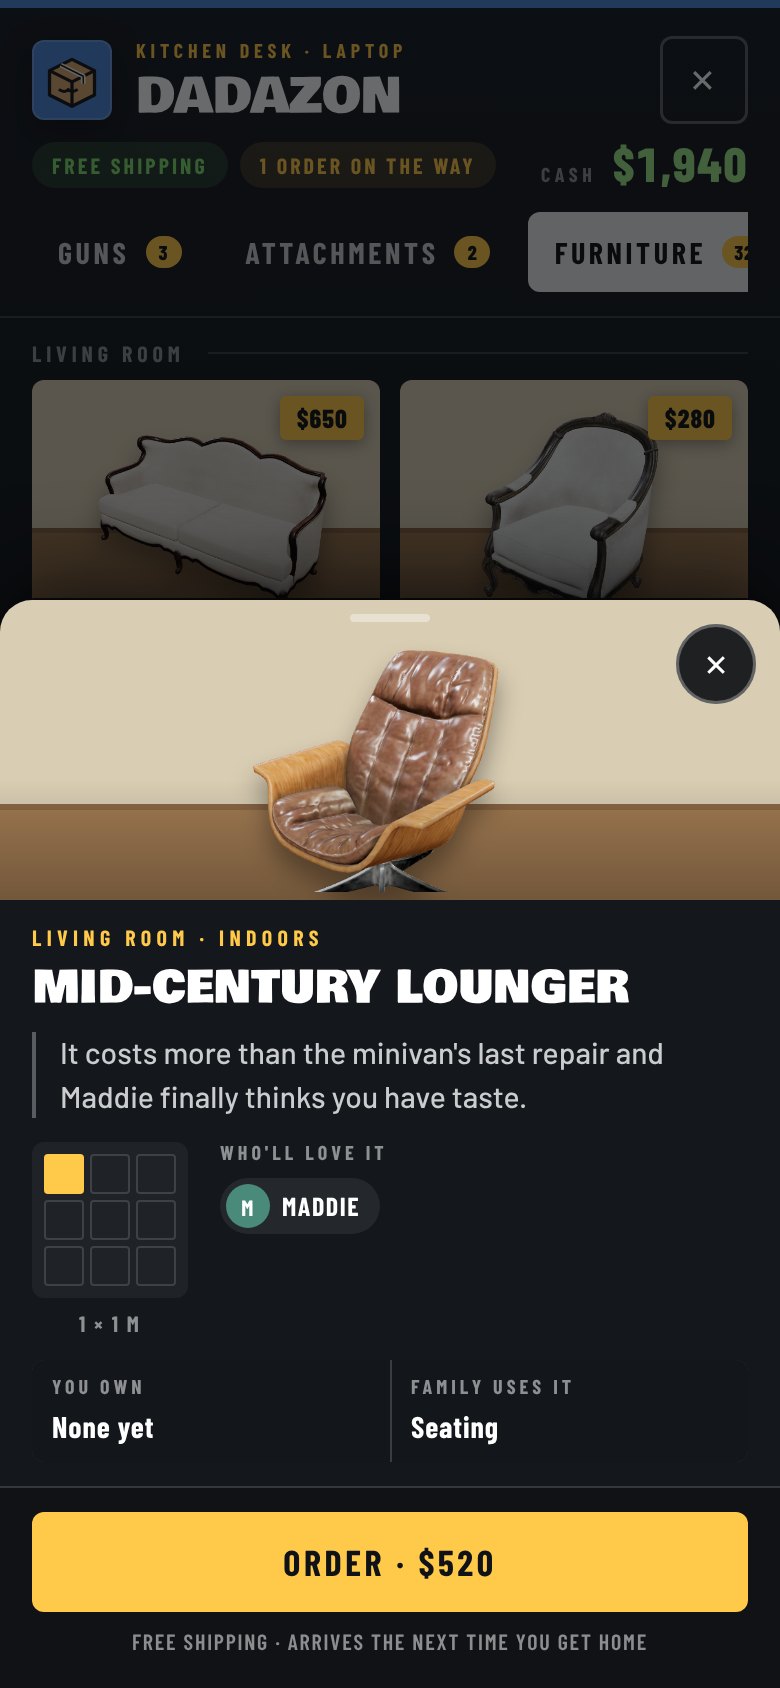 KITCHEN DESK · LAPTOP
DADAZON
FREE SHIPPING
1 ORDER ON THE WAY
CASH $1,940
GUNS 3
ATTACHMENTS 2
FURNITURE 32
LIVING ROOM
$650
$280
LIVING ROOM · INDOORS
MID-CENTURY LOUNGER
It costs more than the minivan's last repair and
Maddie finally thinks you have taste.
WHO'LL LOVE IT
M MADDIE
1 × 1 M
YOU OWN
None yet
FAMILY USES IT
Seating
ORDER · $520
FREE SHIPPING · ARRIVES THE NEXT TIME YOU GET HOME